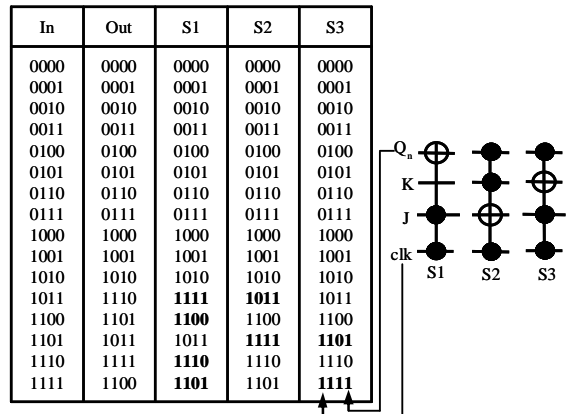 In Out S1 S2 S3
0000 0000 0000 0000 0000
0001 0001 0001 0001 0001
0010 0010 0010 0010 0010
0011 0011 0011 0011 0011
0100 0100 0100 0100 0100
0101 0101 0101 0101 0101
0110 0110 0110 0110 0110
0111 0111 0111 0111 0111
1000 1000 1000 1000 1000
1001 1001 1001 1001 1001
1010 1010 1010 1010 1010
1011 1110 1111 1011 1011
1100 1101 1100 1100 1100
1101 1011 1011 1111 1101
1110 1111 1110 1110 1110
1111 1100 1101 1101 1111
Qn
K
J
clk
S1 S2 S3